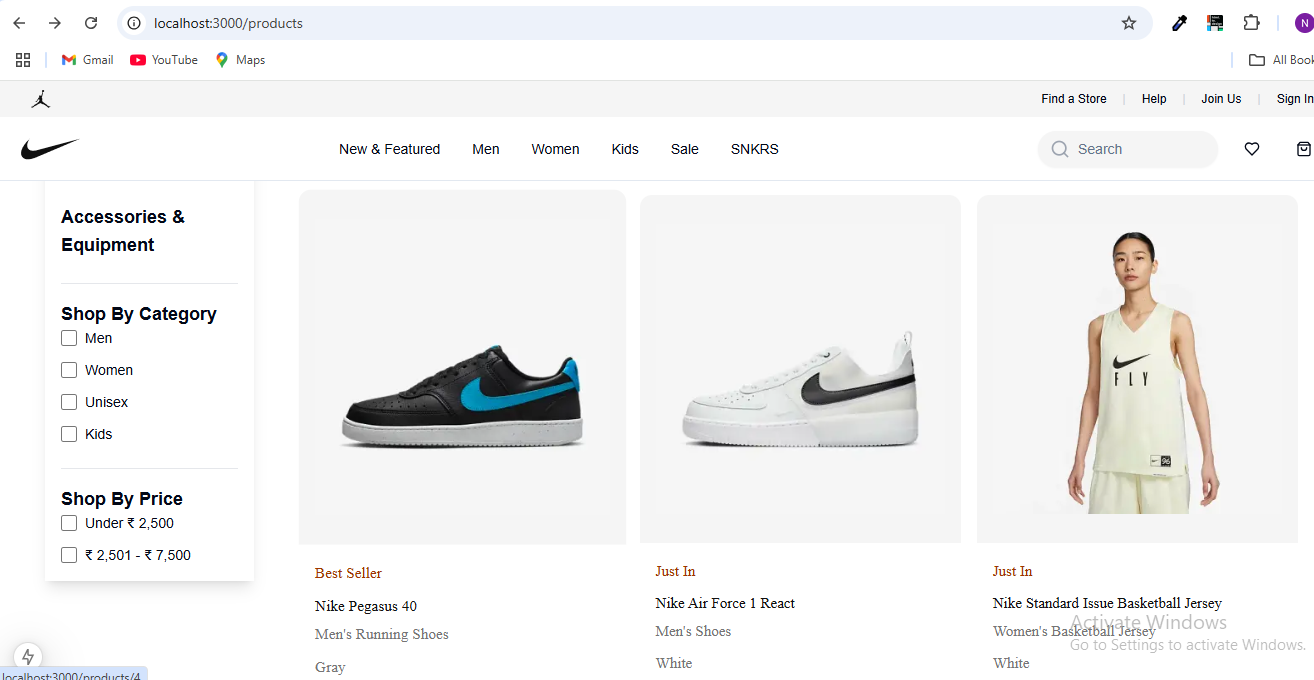 localhost:3000/products
N
Gmail
YouTube
Maps
All Book
Find a Store
Help
Join Us
Sign In
New & Featured
Men
Women
Kids
Sale
SNKRS
Search
Accessories &
Equipment
Shop By Category
Men
Women
Unisex
Kids
Shop By Price
Under ₹ 2,500
₹ 2,501 - ₹ 7,500
FLY
96
Best Seller
Nike Pegasus 40
Men's Running Shoes
Gray
Just In
Nike Air Force 1 React
Men's Shoes
White
Just In
Nike Standard Issue Basketball Jersey
Women's Basketball Jersey
White
Activate Windows
Go to Settings to activate Windows.
localhost:3000/products/4